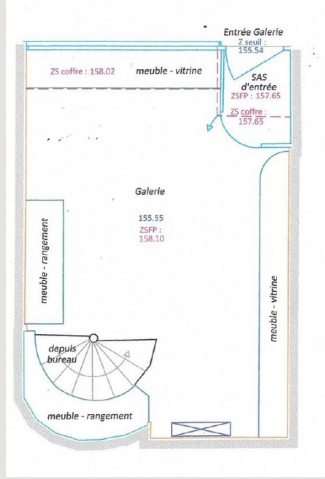 Entrée Galerie
Z seuil :
155.54
ZS coffre : 158.02
meuble - vitrine
SAS
d'entrée
ZSFP : 157.65
ZS coffre :
157.65
Galerie
155.55
ZSFP :
158.10
meuble - rangement
meuble - vitrine
depuis
bureau
meuble - rangement